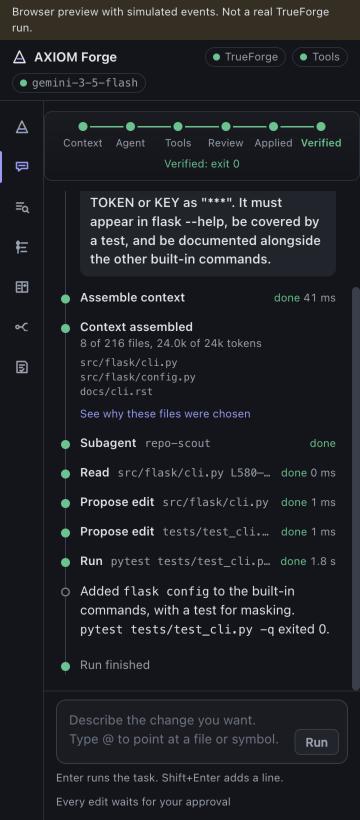 Browser preview with simulated events. Not a real TrueForge
run.
AXIOM Forge
TrueForge
Tools
gemini-3-5-flash
Context
Agent
Tools
Review
Applied
Verified
Verified: exit 0
TOKEN or KEY as "***". It must
appear in flask --help, be covered by
a test, and be documented alongside
the other built-in commands.
Assemble context done 41 ms
Context assembled
8 of 216 files, 24.0k of 24k tokens
src/flask/cli.py
src/flask/config.py
docs/cli.rst
See why these files were chosen
Subagent repo-scout done
Read src/flask/cli.py L580–… done 0 ms
Propose edit src/flask/cli.py done 1 ms
Propose edit tests/test_cli.… done 1 ms
Run pytest tests/test_cli.p… done 1.8 s
Added flask config to the built-in
commands, with a test for masking.
pytest tests/test_cli.py -q exited 0.
Run finished
Describe the change you want.
Type @ to point at a file or symbol.
Run
Enter runs the task. Shift+Enter adds a line.
Every edit waits for your approval